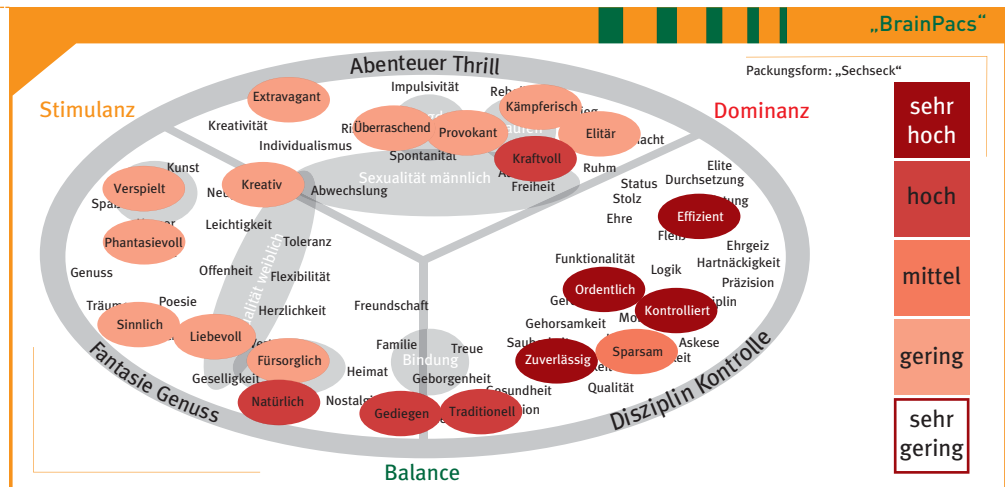 „BrainPacs“
Packungsform: „Sechseck“
Abenteuer Thrill
Stimulanz
Dominanz
Impulsivität
Extravagant
Kämpferisch
Kreativität
Überraschend
Provokant
Elitär
Individualismus
Spontanität
Kraftvoll
Ruhm
Kunst
Sexualität männlich
Freiheit
Elite
Durchsetzung
Verspielt
Kreativ
Abwechslung
Status
Stolz
Leichtigkeit
Ehre
Effizient
Phantasievoll
Toleranz
Ehrgeiz
Hartnäckigkeit
Genuss
Offenheit
Flexibilität
Funktionalität
Logik
Präzision
Poesie
Herzlichkeit
Freundschaft
Ordentlich
Kontrolliert
Sinnlich
Liebevoll
Gehorsamkeit
Askese
Familie
Treue
Fürsorglich
Bindung
Zuverlässig
Sparsam
Geselligkeit
Heimat
Geborgenheit
Qualität
Natürlich
Gediegen
Traditionell
Fantasie Genuss
Disziplin Kontrolle
Balance
sehr
hoch
hoch
mittel
gering
sehr
gering